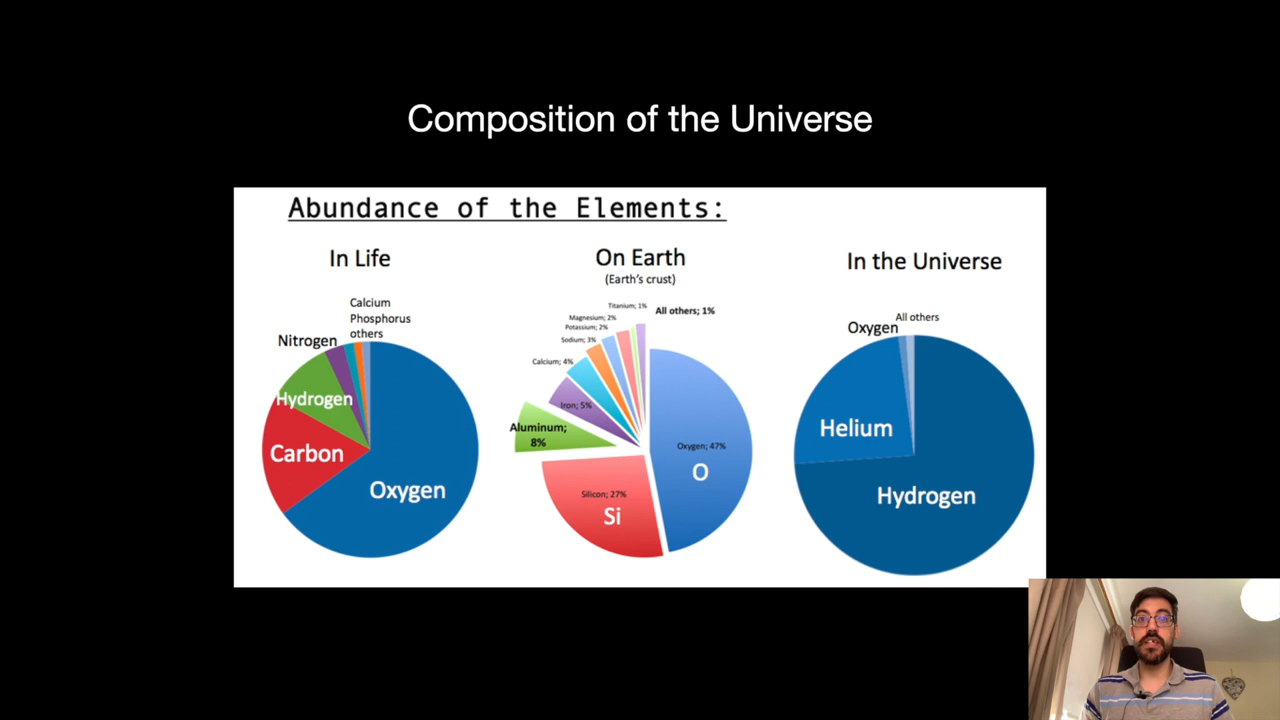 Composition of the Universe
Abundance of the Elements:
In Life
Calcium
Phosphorus
others
Nitrogen
Hydrogen
Carbon
Oxygen
On Earth
(Earth's crust)
Titanium; 1%
All others; 1%
Magnesium; 2%
Potassium; 2%
Sodium; 3%
Calcium; 4%
Iron; 5%
Aluminum;
8%
Oxygen; 47%
O
Silicon; 27%
Si
In the Universe
All others
Oxygen
Helium
Hydrogen